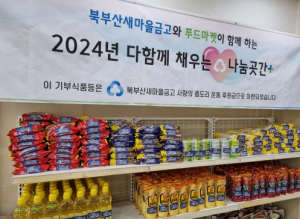 북부산새마을금고와 푸드마켓이 함께 하는
2024년 다함께 채우는 나눔곳간+
이 기부식품등은 북부산새마을금고 사랑의 좀도리 운동 후원금으로 마련되었습니다